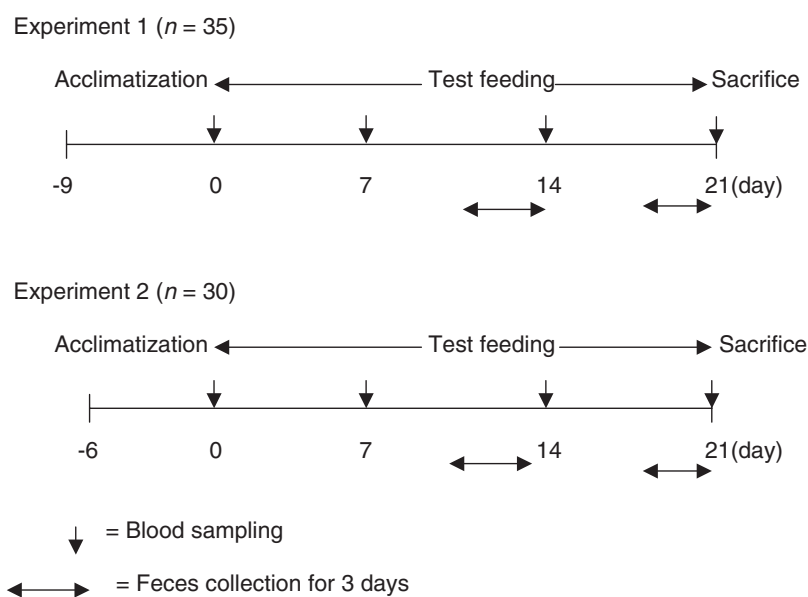 Experiment 1 (n = 35)
Acclimatization Test feeding Sacrifice
-9 0 7 14 21(day)
Experiment 2 (n = 30)
Acclimatization Test feeding Sacrifice
-6 0 7 14 21(day)
= Blood sampling
= Feces collection for 3 days